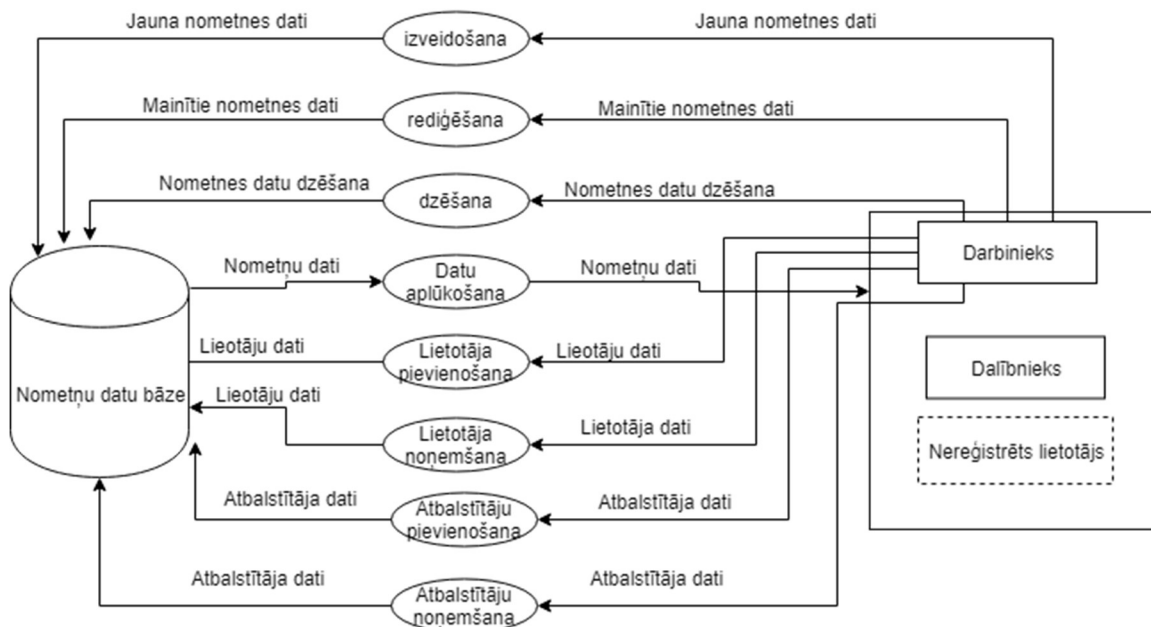 Jauna nometnes dati
izveidošana
Jauna nometnes dati
Mainītie nometnes dati
rediģēšana
Mainītie nometnes dati
Nometnes datu dzēšana
dzēšana
Nometnes datu dzēšana
Darbinieks
Nometņu dati
Datu
aplūkošana
Nometņu dati
Lieotāju dati
Lietotāja
pievienošana
Lieotāju dati
Dalībnieks
Nometņu datu bāze
Lieotāju dati
Lietotāja
noņemšana
Lietotāja dati
Nereģistrēts lietotājs
Atbalstītāja dati
Atbalstītāju
pievienošana
Atbalstītāja dati
Atbalstītāja dati
Atbalstītāju
noņemšana
Atbalstītāja dati